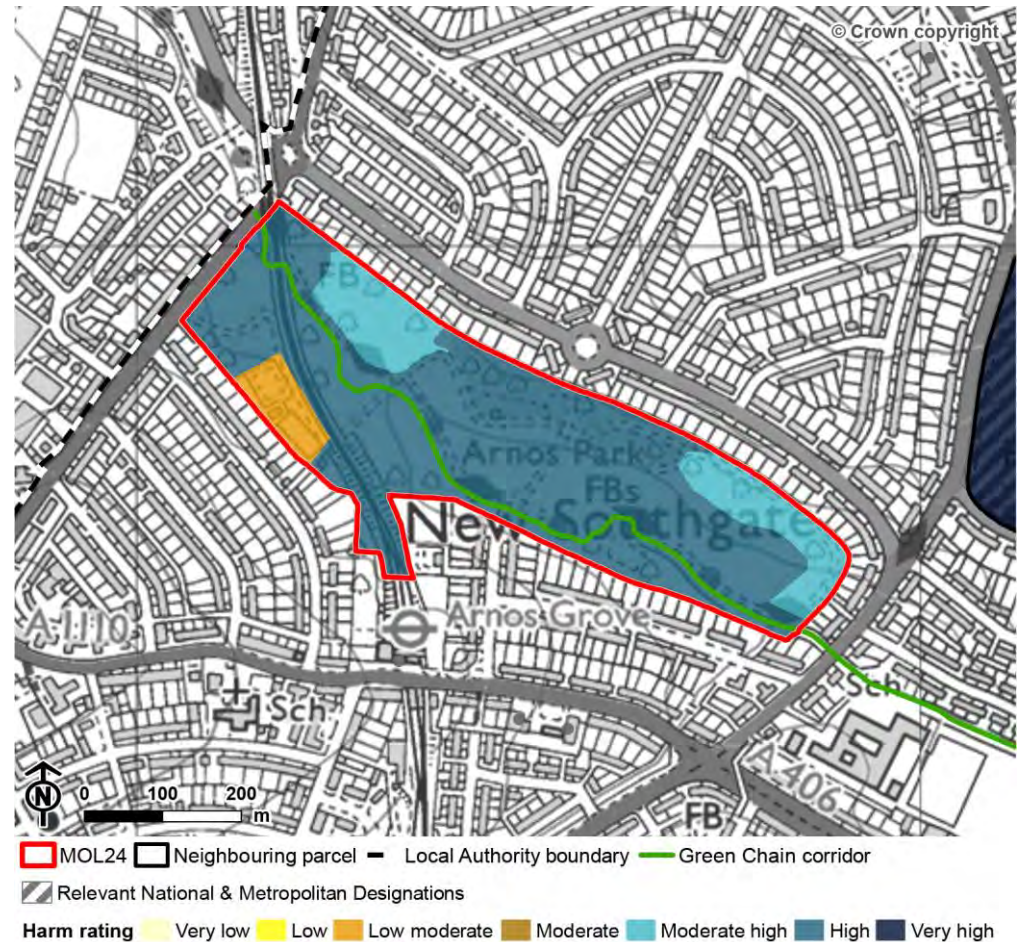 © Crown copyright
FB
Arnos Park
FBs
New Southgate
Arnos Grove
A 1110
Sch
Sch
A 406
FB
N
0 100 200
m
MOL24 Neighbouring parcel Local Authority boundary Green Chain corridor
Relevant National & Metropolitan Designations
Harm rating Very low Low Low moderate Moderate Moderate high High Very high